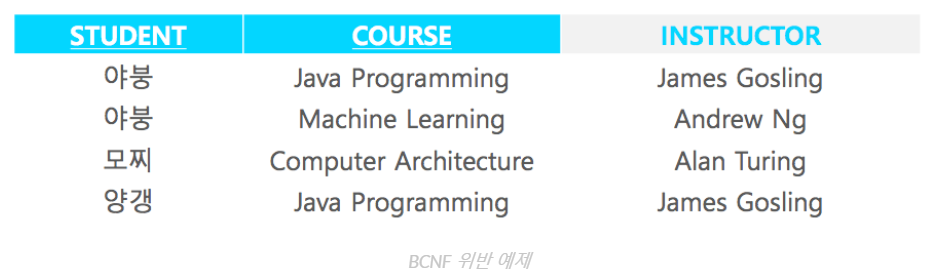 STUDENT COURSE INSTRUCTOR
야붕 Java Programming James Gosling
야붕 Machine Learning Andrew Ng
모찌 Computer Architecture Alan Turing
양갱 Java Programming James Gosling
BCNF 위반 예제